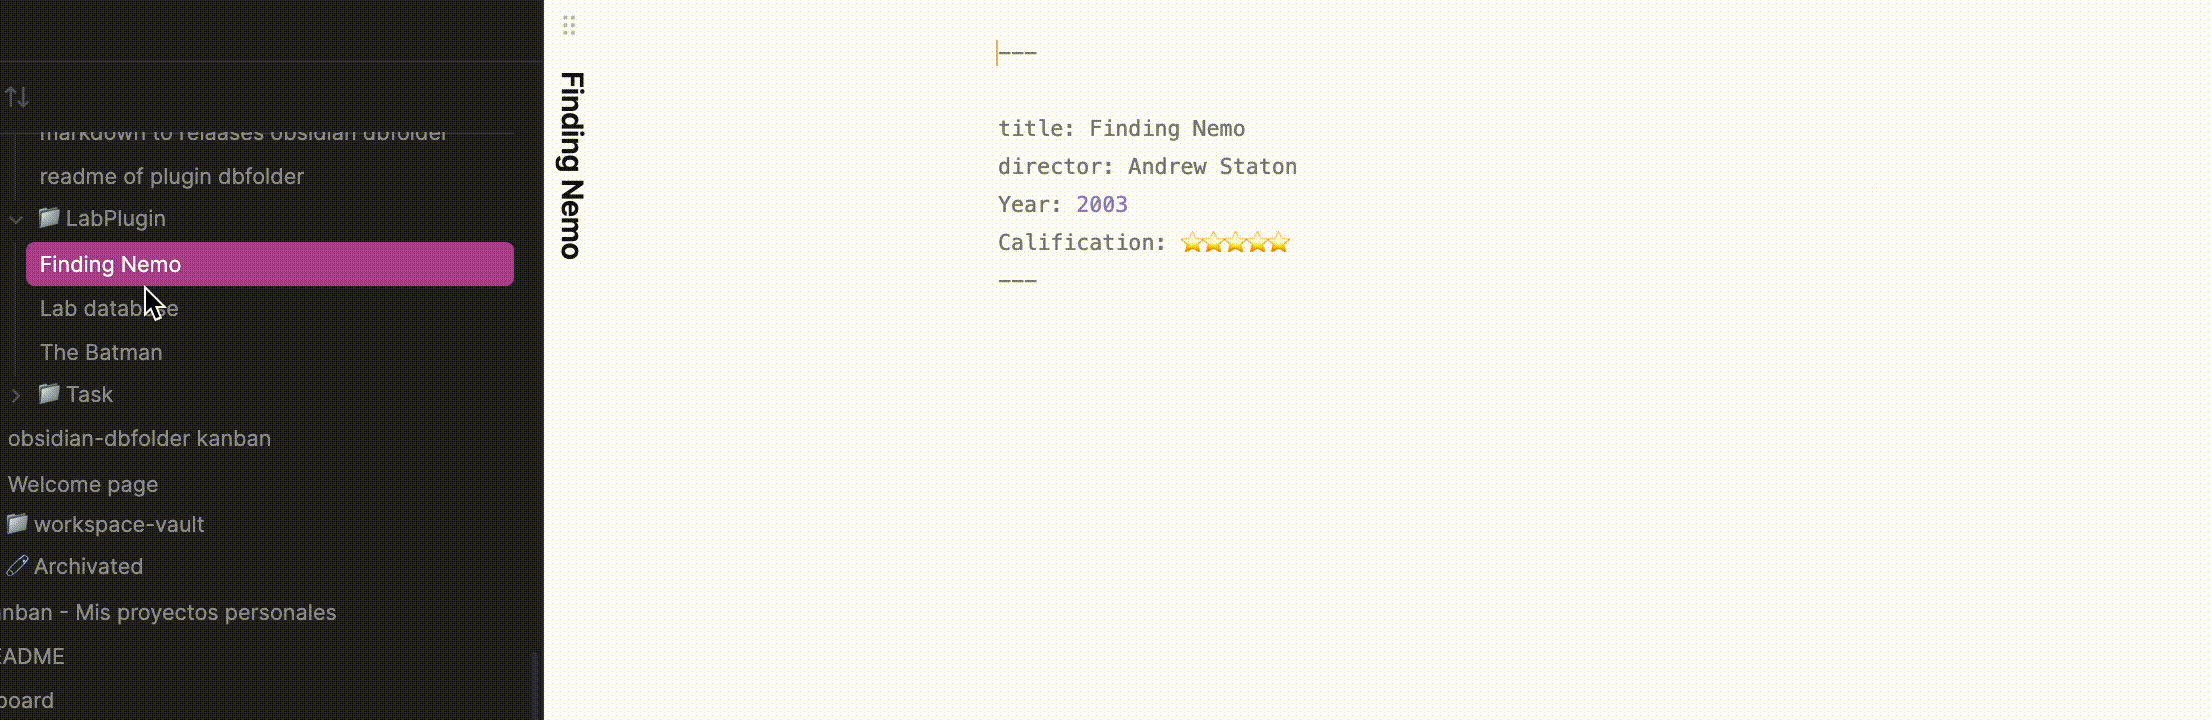 markdown to relaases obsidian dbfolder
readme of plugin dbfolder
LabPlugin
Finding Nemo
Lab database
The Batman
Task
obsidian-dbfolder kanban
Welcome page
workspace-vault
Archivated
nban - Mis proyectos personales
EADME
board
Finding Nemo
---
title: Finding Nemo
director: Andrew Staton
Year: 2003
Calification: ⭐⭐⭐⭐⭐
---